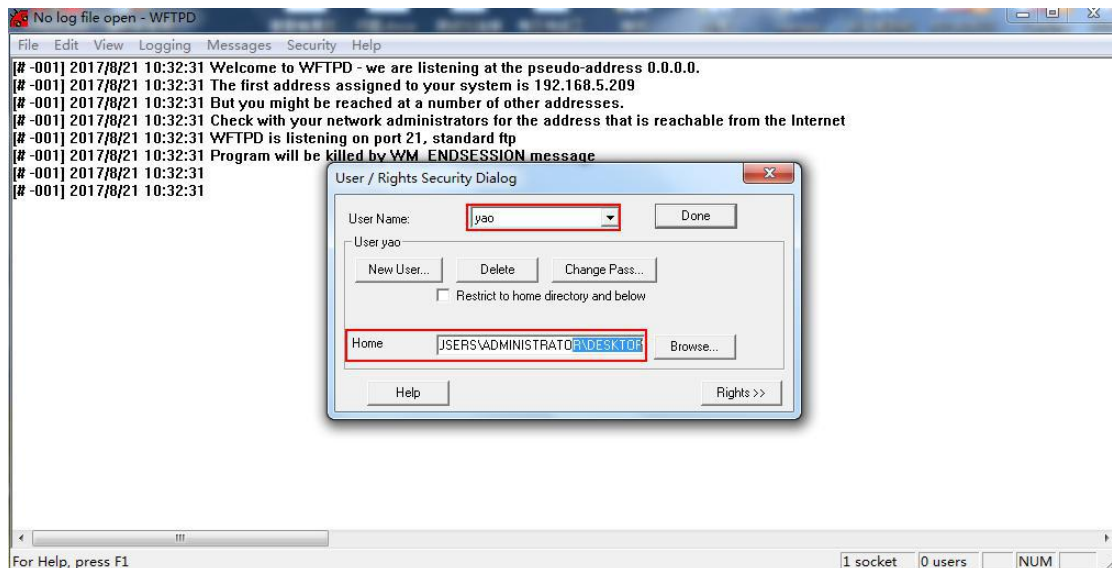 No log file open - WFTPD
File Edit View Logging Messages Security Help
[# -001] 2017/8/21 10:32:31 Welcome to WFTPD - we are listening at the pseudo-address 0.0.0.0.
[# -001] 2017/8/21 10:32:31 The first address assigned to your system is 192.168.5.209
[# -001] 2017/8/21 10:32:31 But you might be reached at a number of other addresses.
[# -001] 2017/8/21 10:32:31 Check with your network administrators for the address that is reachable from the Internet
[# -001] 2017/8/21 10:32:31 WFTPD is listening on port 21, standard ftp
[# -001] 2017/8/21 10:32:31 Program will be killed by WM_ENDSESSION message
[# -001] 2017/8/21 10:32:31
[# -001] 2017/8/21 10:32:31
User / Rights Security Dialog
User Name: yao Done
User yao
New User... Delete Change Pass...
Restrict to home directory and below
Home USERS\ADMINISTRATOR\DESKTOP Browse...
Help Rights >>
For Help, press F1 1 socket 0 users NUM